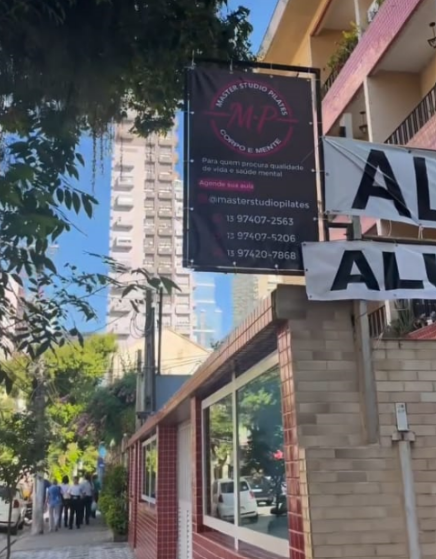 MASTER STUDIO PILATES
M-P
CORPO E MENTE
Para quem procura qualidade
de vida e saúde mental
Agende sua aula
@masterstudiopilates
13 97407-2563
13 97407-5206
13 97420-7868
AL
ALU